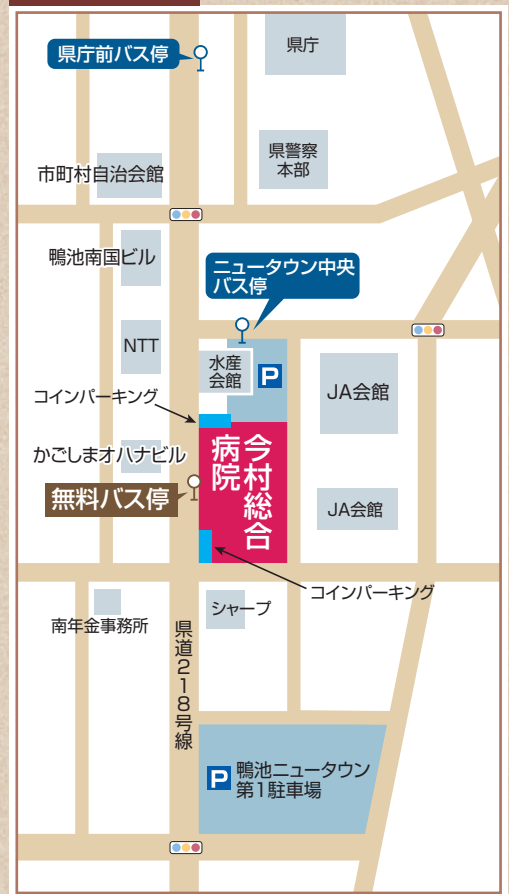 県庁前バス停
県庁
県警察
本部
市町村自治会館
鴨池南国ビル
ニュータウン中央
バス停
NTT
水産
会館
P
JA会館
コインパーキング
かごしまオハナビル
今村総合
病院
無料バス停
JA会館
コインパーキング
南年金事務所
シャープ
県道218号線
P
鴨池ニュータウン
第1駐車場